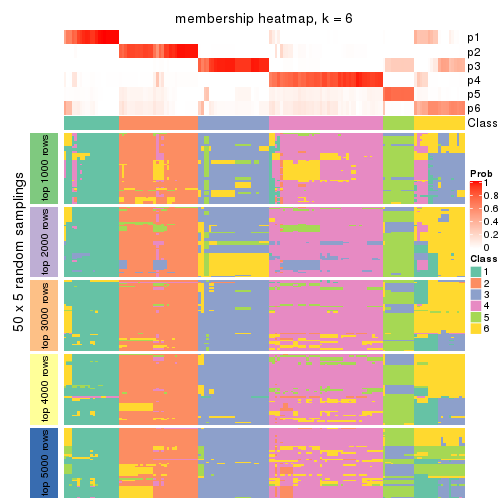 membership heatmap, k = 6
p1
p2
p3
p4
p5
p6
Class
50 x 5 random samplings
top 1000 rows
top 2000 rows
top 3000 rows
top 4000 rows
top 5000 rows
Prob
1
0.8
0.6
0.4
0.2
0
Class
1
2
3
4
5
6